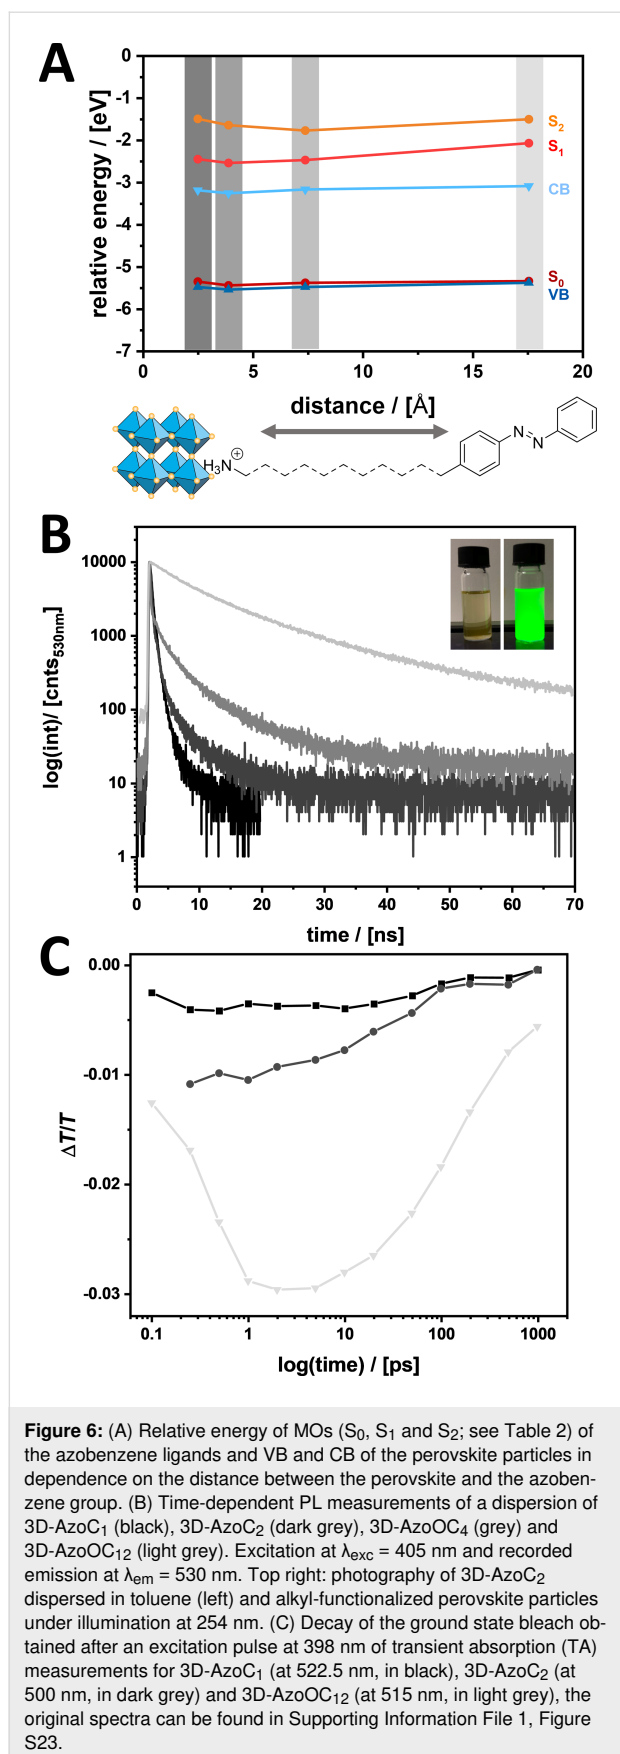 A
relative energy / [eV]
0
-1
-2
-3
-4
-5
-6
-7
S2
S1
CB
S0
VB
0 5 10 15 20
distance / [Å]
H3N
+
N
N
B
log(int)/ [cnts530nm]
10000
1000
100
10
1
0 10 20 30 40 50 60 70
time / [ns]
C
ΔT/T
0.00
-0.01
-0.02
-0.03
0.1 1 10 100 1000
log(time) / [ps]
Figure 6: (A) Relative energy of MOs (S0, S1 and S2; see Table 2) of
the azobenzene ligands and VB and CB of the perovskite particles in
dependence on the distance between the perovskite and the azoben-
zene group. (B) Time-dependent PL measurements of a dispersion of
3D-AzoC1 (black), 3D-AzoC2 (dark grey), 3D-AzoOC4 (grey) and
3D-AzoOC12 (light grey). Excitation at λexc = 405 nm and recorded
emission at λem = 530 nm. Top right: photography of 3D-AzoC2
dispersed in toluene (left) and alkyl-functionalized perovskite particles
under illumination at 254 nm. (C) Decay of the ground state bleach ob-
tained after an excitation pulse at 398 nm of transient absorption (TA)
measurements for 3D-AzoC1 (at 522.5 nm, in black), 3D-AzoC2 (at
500 nm, in dark grey) and 3D-AzoOC12 (at 515 nm, in light grey), the
original spectra can be found in Supporting Information File 1, Figure
S23.